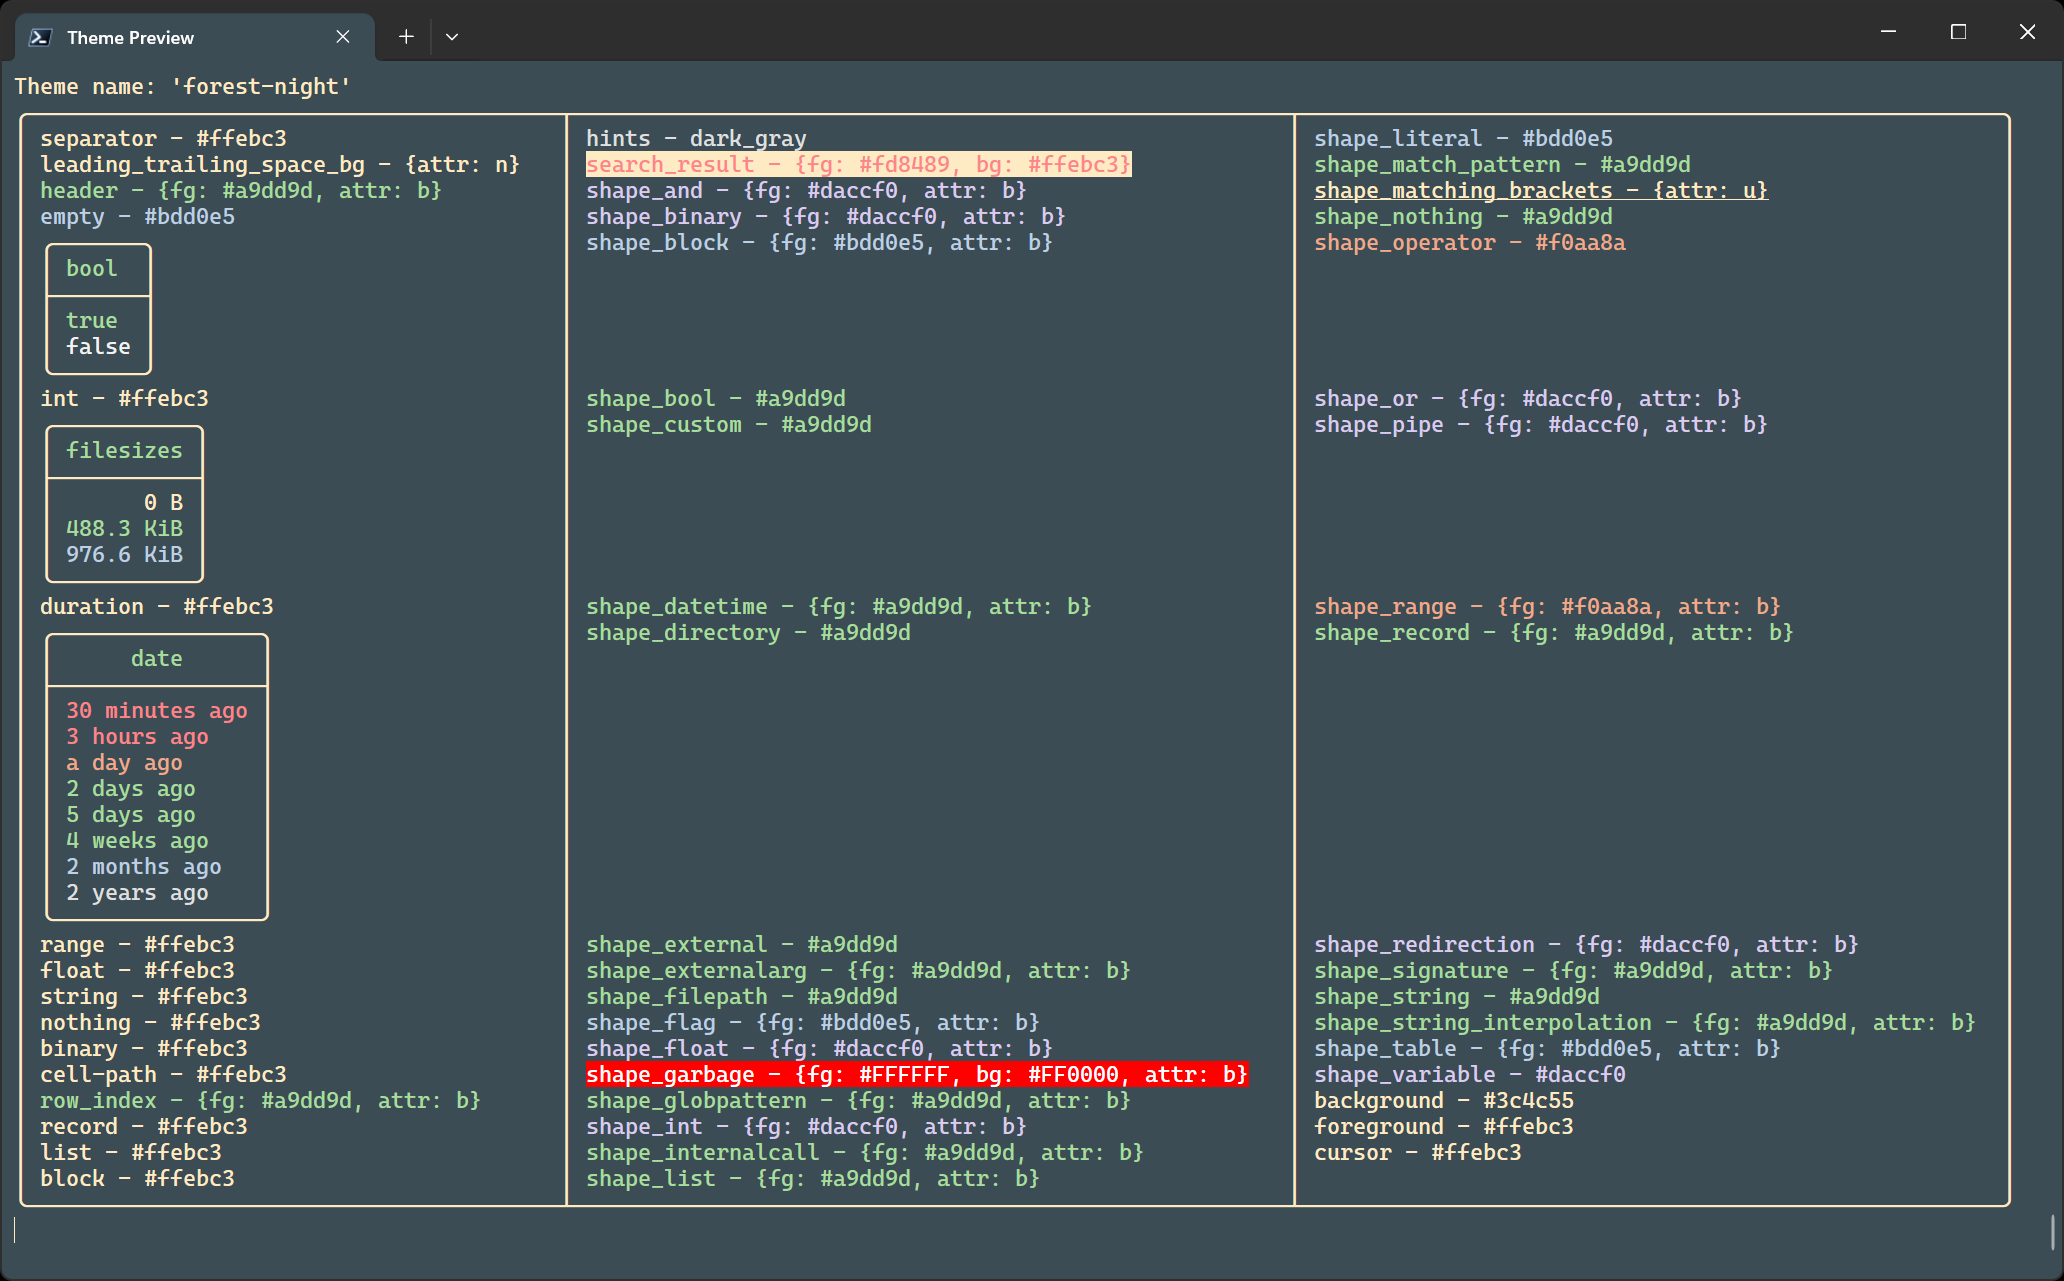 Theme Preview
Theme name: 'forest-night'
separator - #ffebc3
leading_trailing_space_bg - {attr: n}
header - {fg: #a9dd9d, attr: b}
empty - #bdd0e5
bool
true
false
int - #ffebc3
filesizes
0 B
488.3 KiB
976.6 KiB
duration - #ffebc3
date
30 minutes ago
3 hours ago
a day ago
2 days ago
5 days ago
4 weeks ago
2 months ago
2 years ago
range - #ffebc3
float - #ffebc3
string - #ffebc3
nothing - #ffebc3
binary - #ffebc3
cell-path - #ffebc3
row_index - {fg: #a9dd9d, attr: b}
record - #ffebc3
list - #ffebc3
block - #ffebc3
hints - dark_gray
search_result - {fg: #fd8489, bg: #ffebc3}
shape_and - {fg: #daccf0, attr: b}
shape_binary - {fg: #daccf0, attr: b}
shape_block - {fg: #bdd0e5, attr: b}
shape_bool - #a9dd9d
shape_custom - #a9dd9d
shape_datetime - {fg: #a9dd9d, attr: b}
shape_directory - #a9dd9d
shape_external - #a9dd9d
shape_externalarg - {fg: #a9dd9d, attr: b}
shape_filepath - #a9dd9d
shape_flag - {fg: #bdd0e5, attr: b}
shape_float - {fg: #daccf0, attr: b}
shape_garbage - {fg: #FFFFFF, bg: #FF0000, attr: b}
shape_globpattern - {fg: #a9dd9d, attr: b}
shape_int - {fg: #daccf0, attr: b}
shape_internalcall - {fg: #a9dd9d, attr: b}
shape_list - {fg: #a9dd9d, attr: b}
shape_literal - #bdd0e5
shape_match_pattern - #a9dd9d
shape_matching_brackets - {attr: u}
shape_nothing - #a9dd9d
shape_operator - #f0aa8a
shape_or - {fg: #daccf0, attr: b}
shape_pipe - {fg: #daccf0, attr: b}
shape_range - {fg: #f0aa8a, attr: b}
shape_record - {fg: #a9dd9d, attr: b}
shape_redirection - {fg: #daccf0, attr: b}
shape_signature - {fg: #a9dd9d, attr: b}
shape_string - #a9dd9d
shape_string_interpolation - {fg: #a9dd9d, attr: b}
shape_table - {fg: #bdd0e5, attr: b}
shape_variable - #daccf0
background - #3c4c55
foreground - #ffebc3
cursor - #ffebc3